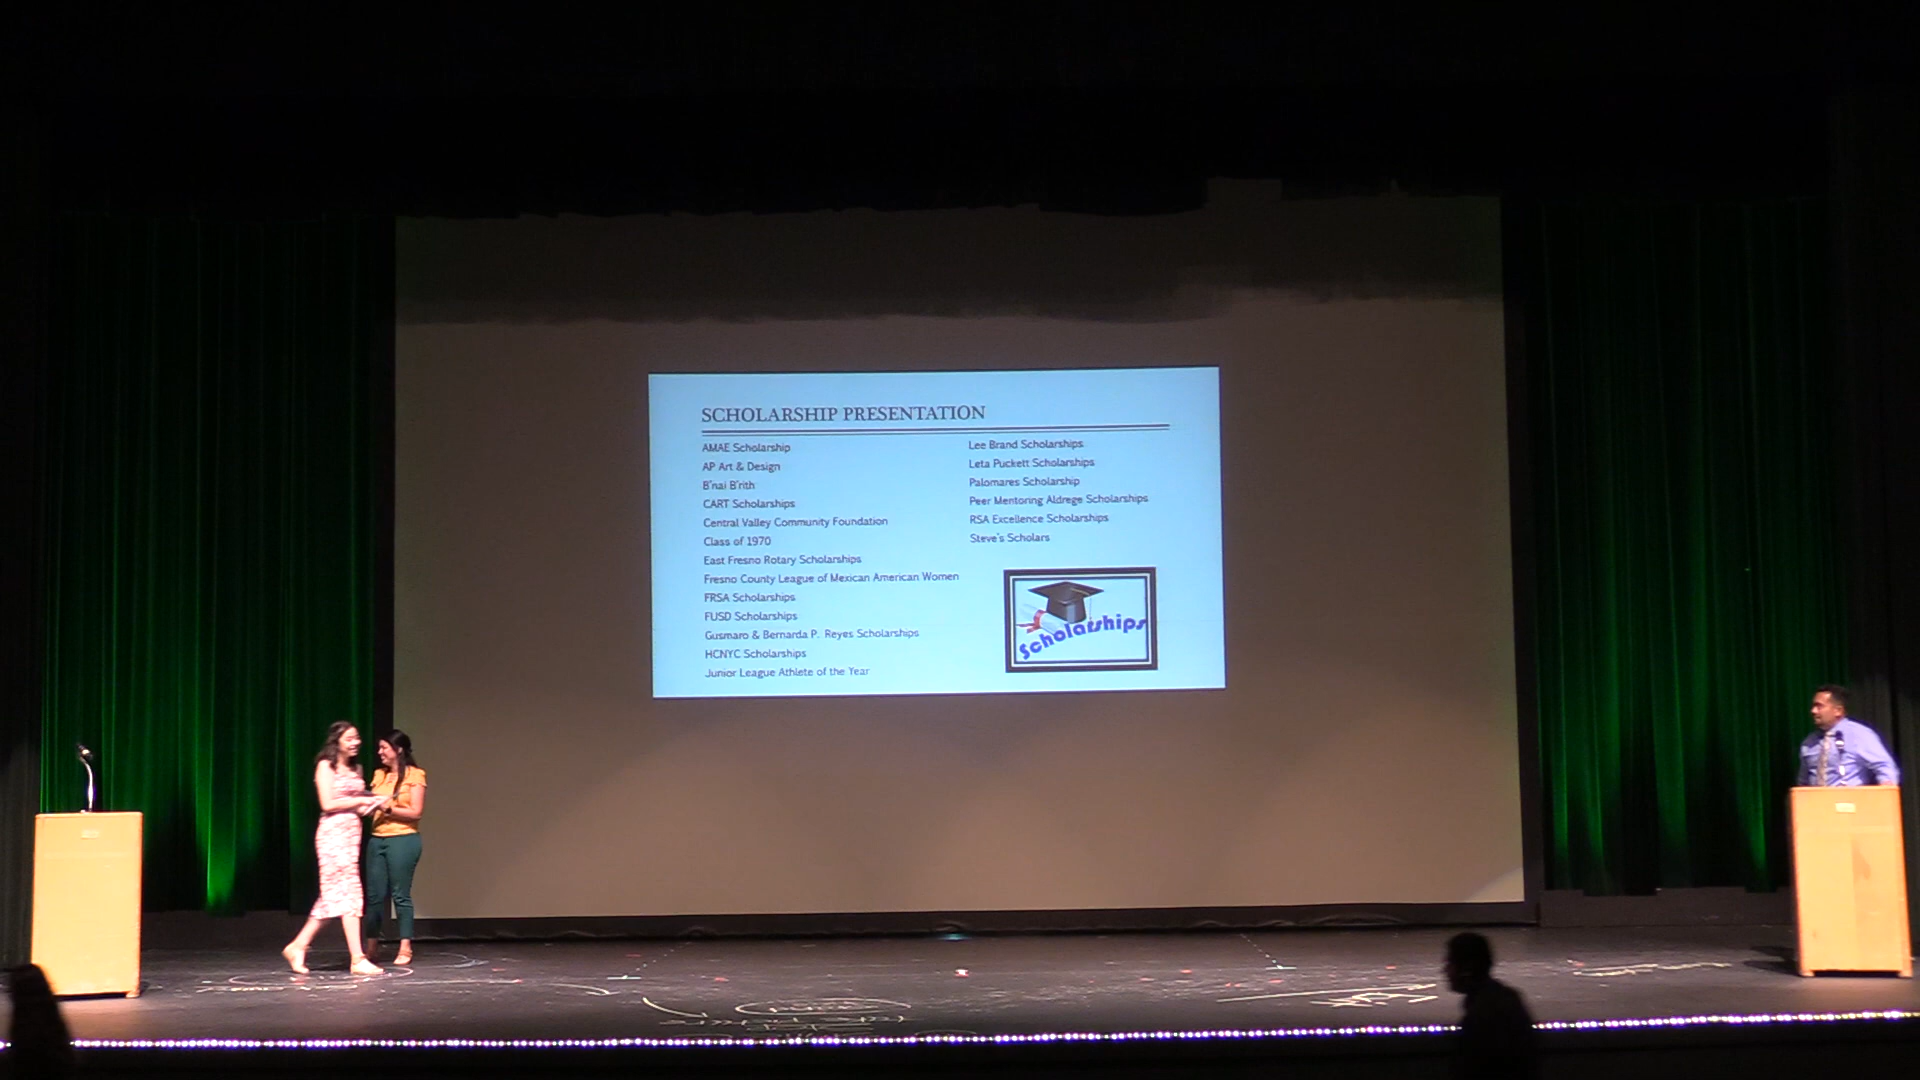 SCHOLARSHIP PRESENTATION
AMAE Scholarship
AP Art & Design
B'nai B'rith
CART Scholarships
Central Valley Community Foundation
Class of 1970
East Fresno Rotary Scholarships
Fresno County League of Mexican American Women
FRSA Scholarships
FUSD Scholarships
Gusmaro & Bernarda P. Reyes Scholarships
HCNYC Scholarships
Junior League Athlete of the Year
Lee Brand Scholarships
Leta Puckett Scholarships
Palomares Scholarship
Peer Mentoring Aldrege Scholarships
RSA Excellence Scholarships
Steve's Scholars
Scholarships